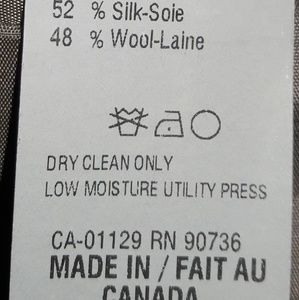 52 % Silk-Soie
48 % Wool-Laine
DRY CLEAN ONLY
LOW MOISTURE UTILITY PRESS
CA-01129 RN 90736
MADE IN / FAIT AU
CANADA